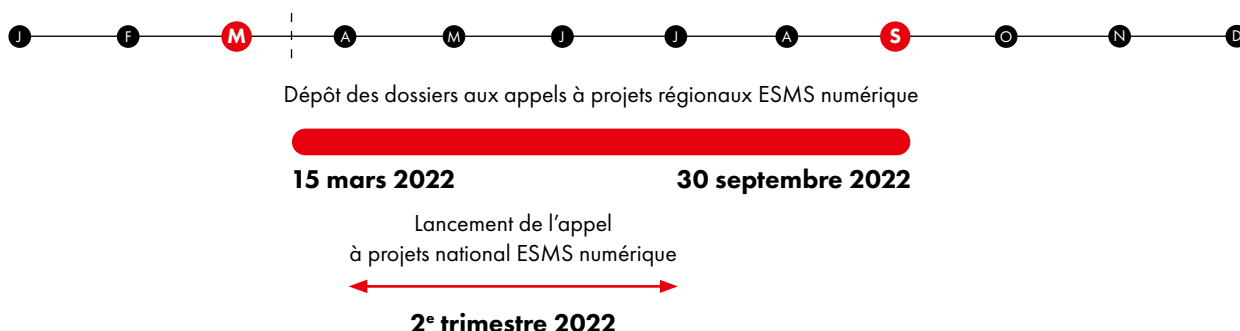 J F M A M J J A S O N D
Dépôt des dossiers aux appels à projets régionaux ESMS numérique
15 mars 2022 30 septembre 2022
Lancement de l’appel
à projets national ESMS numérique
2e trimestre 2022